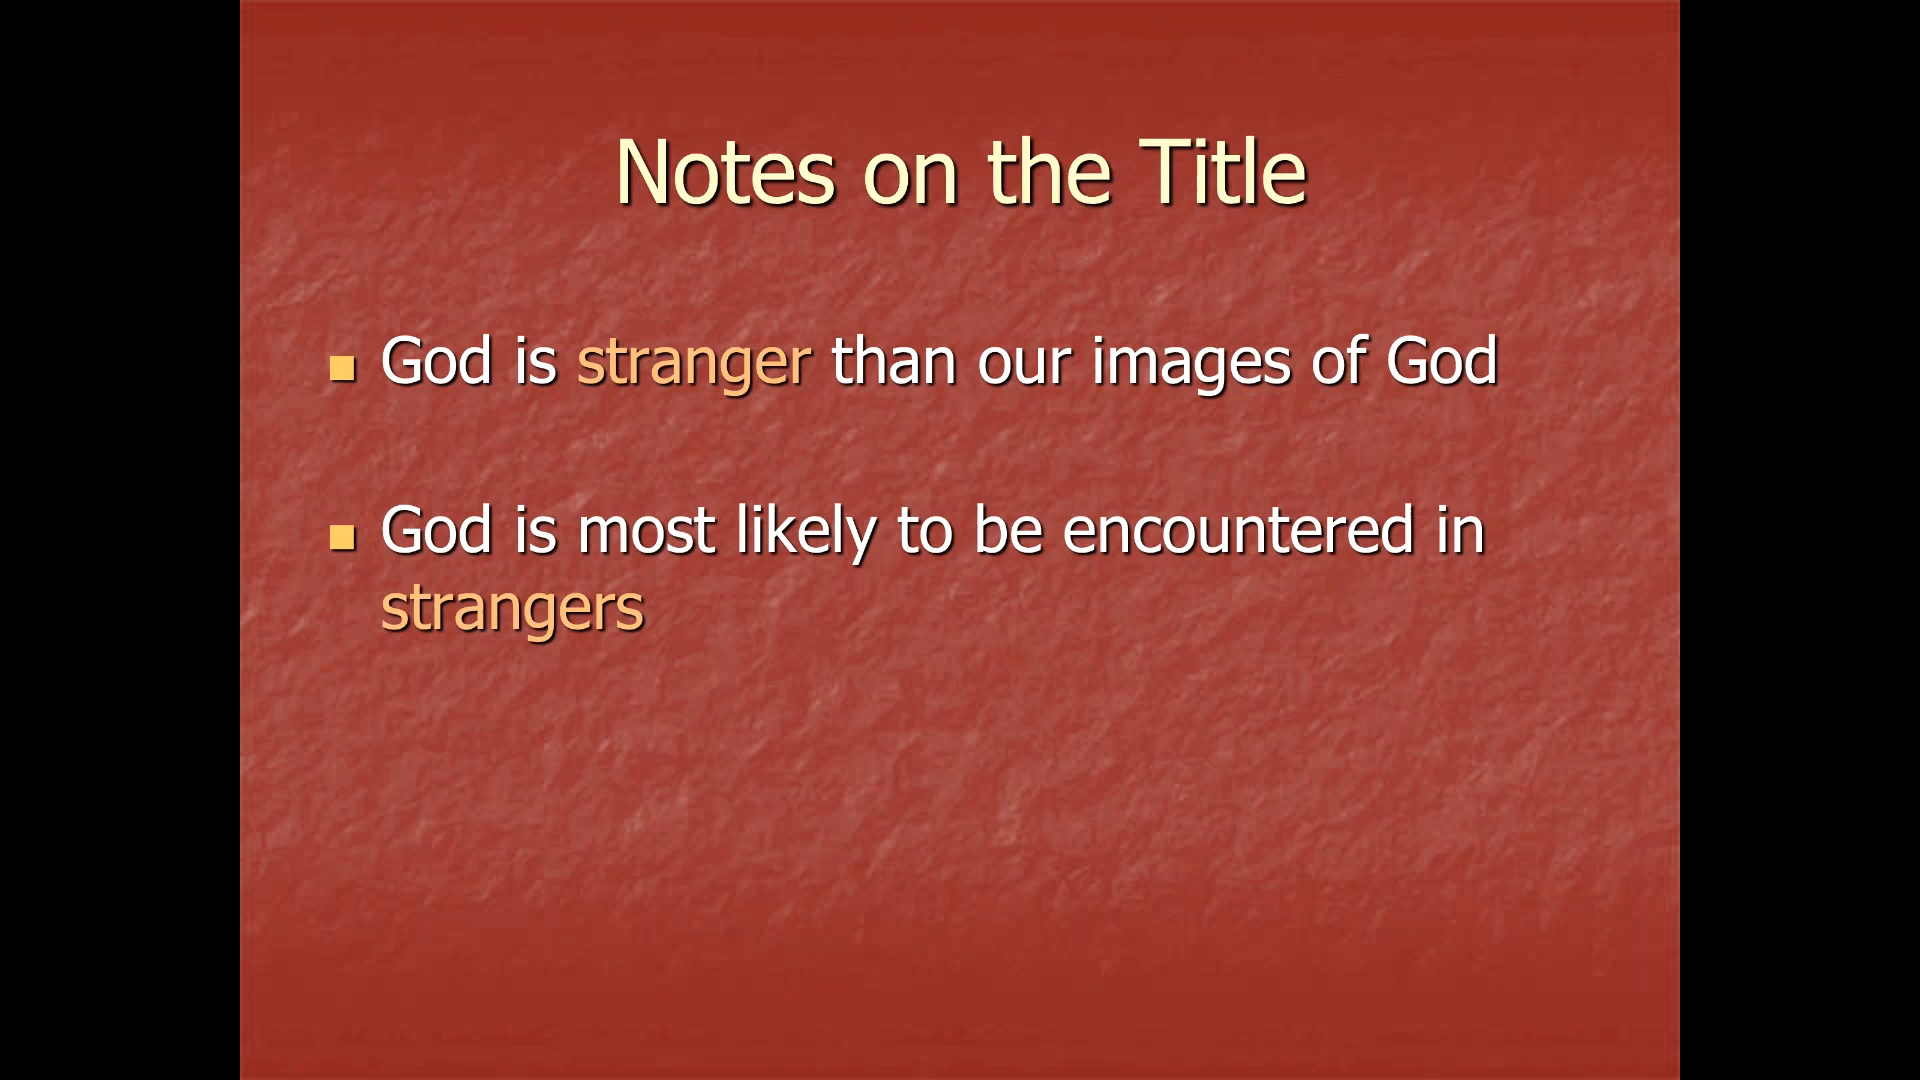 Notes on the Title
God is stranger than our images of God
God is most likely to be encountered in
strangers